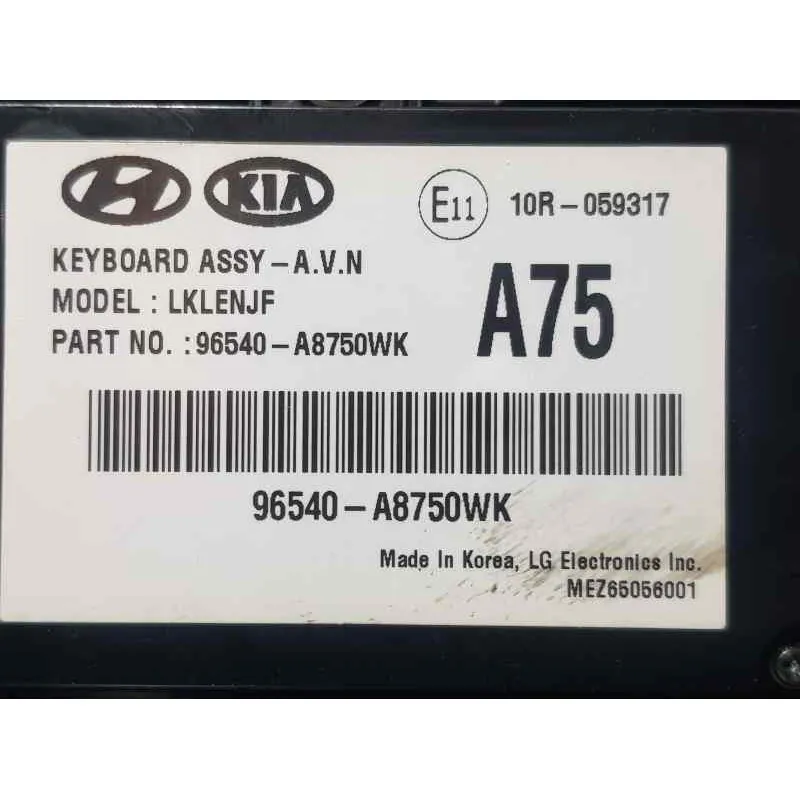 KIA
E11 10R-059317
KEYBOARD ASSY-A.V.N
MODEL : LKLENJF
PART NO. :96540-A8750WK
A75
96540-A8750WK
Made In Korea, LG Electronics Inc.
MEZ65056001